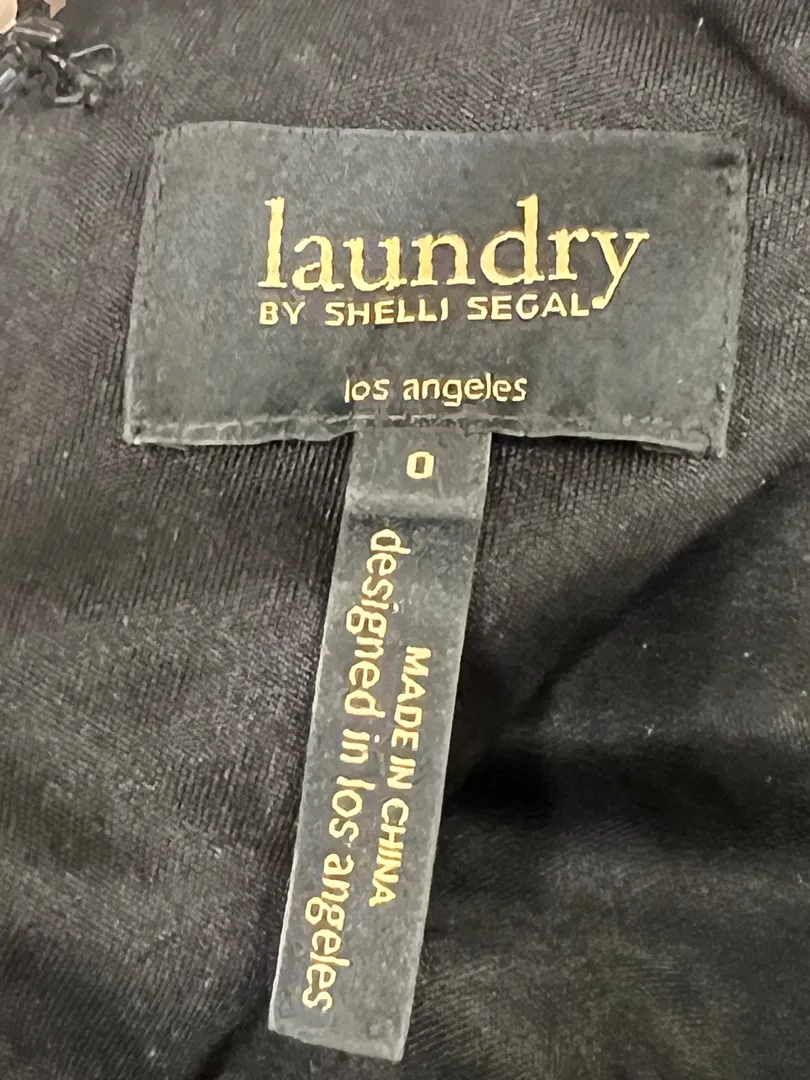 laundry
BY SHELLI SEGAL
los angeles
0
designed in los angeles
MADE IN CHINA